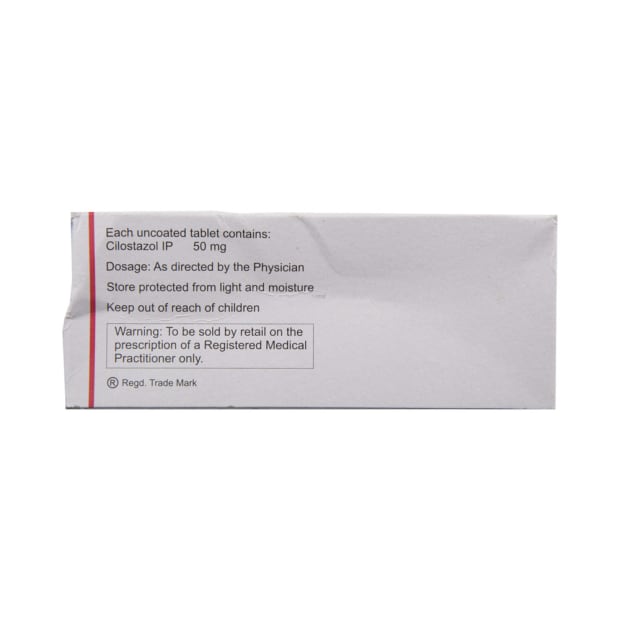 Each uncoated tablet contains:
Cilostazol IP 50 mg
Dosage: As directed by the Physician
Store protected from light and moisture
Keep out of reach of children
Warning: To be sold by retail on the
prescription of a Registered Medical
Practitioner only.
® Regd. Trade Mark